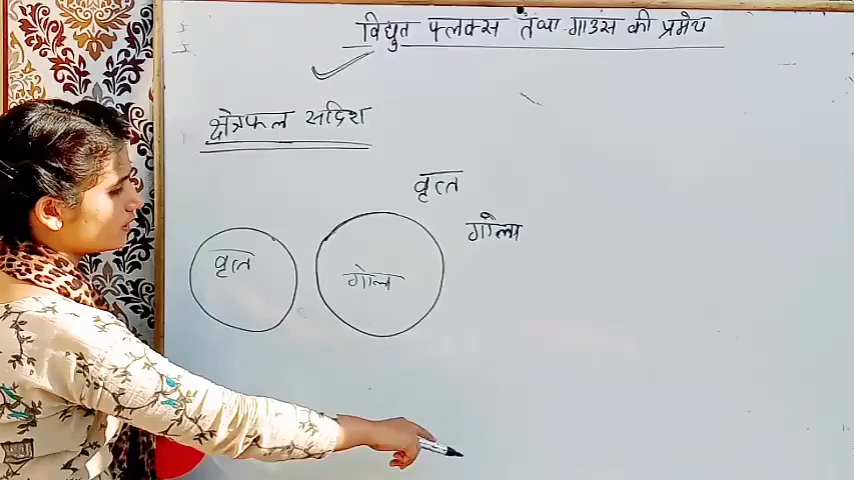 विद्युत फ्लक्स तथा गाउस की प्रमेय
क्षेत्रफल सदिश
वृत्त
गोला
वृत्त
गोला